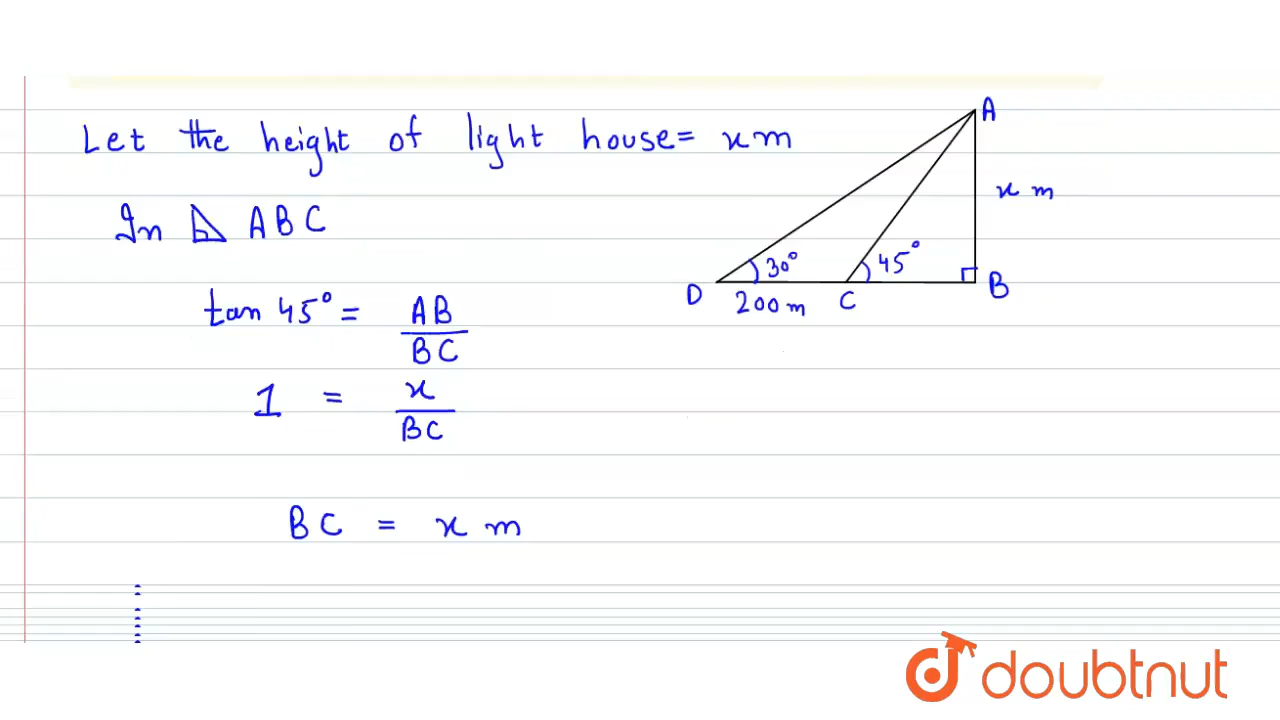 Let the height of light house= x m
In ⊿ ABC
tan 45° = AB
BC
1 = x
BC
BC = x m
A
x m
30°
45°
D
200 m
C
B
doubtnut